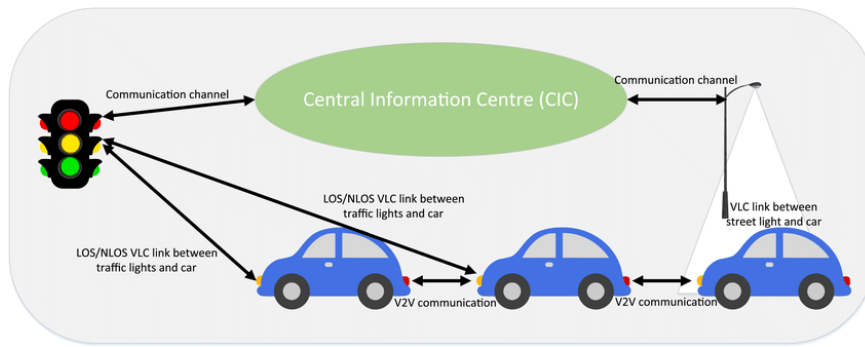 Communication channel
Central Information Centre (CIC)
Communication channel
LOS/NLOS VLC link between
traffic lights and car
VLC link between
street light and car
LOS/NLOS VLC link between
traffic lights and car
V2V communication
V2V communication